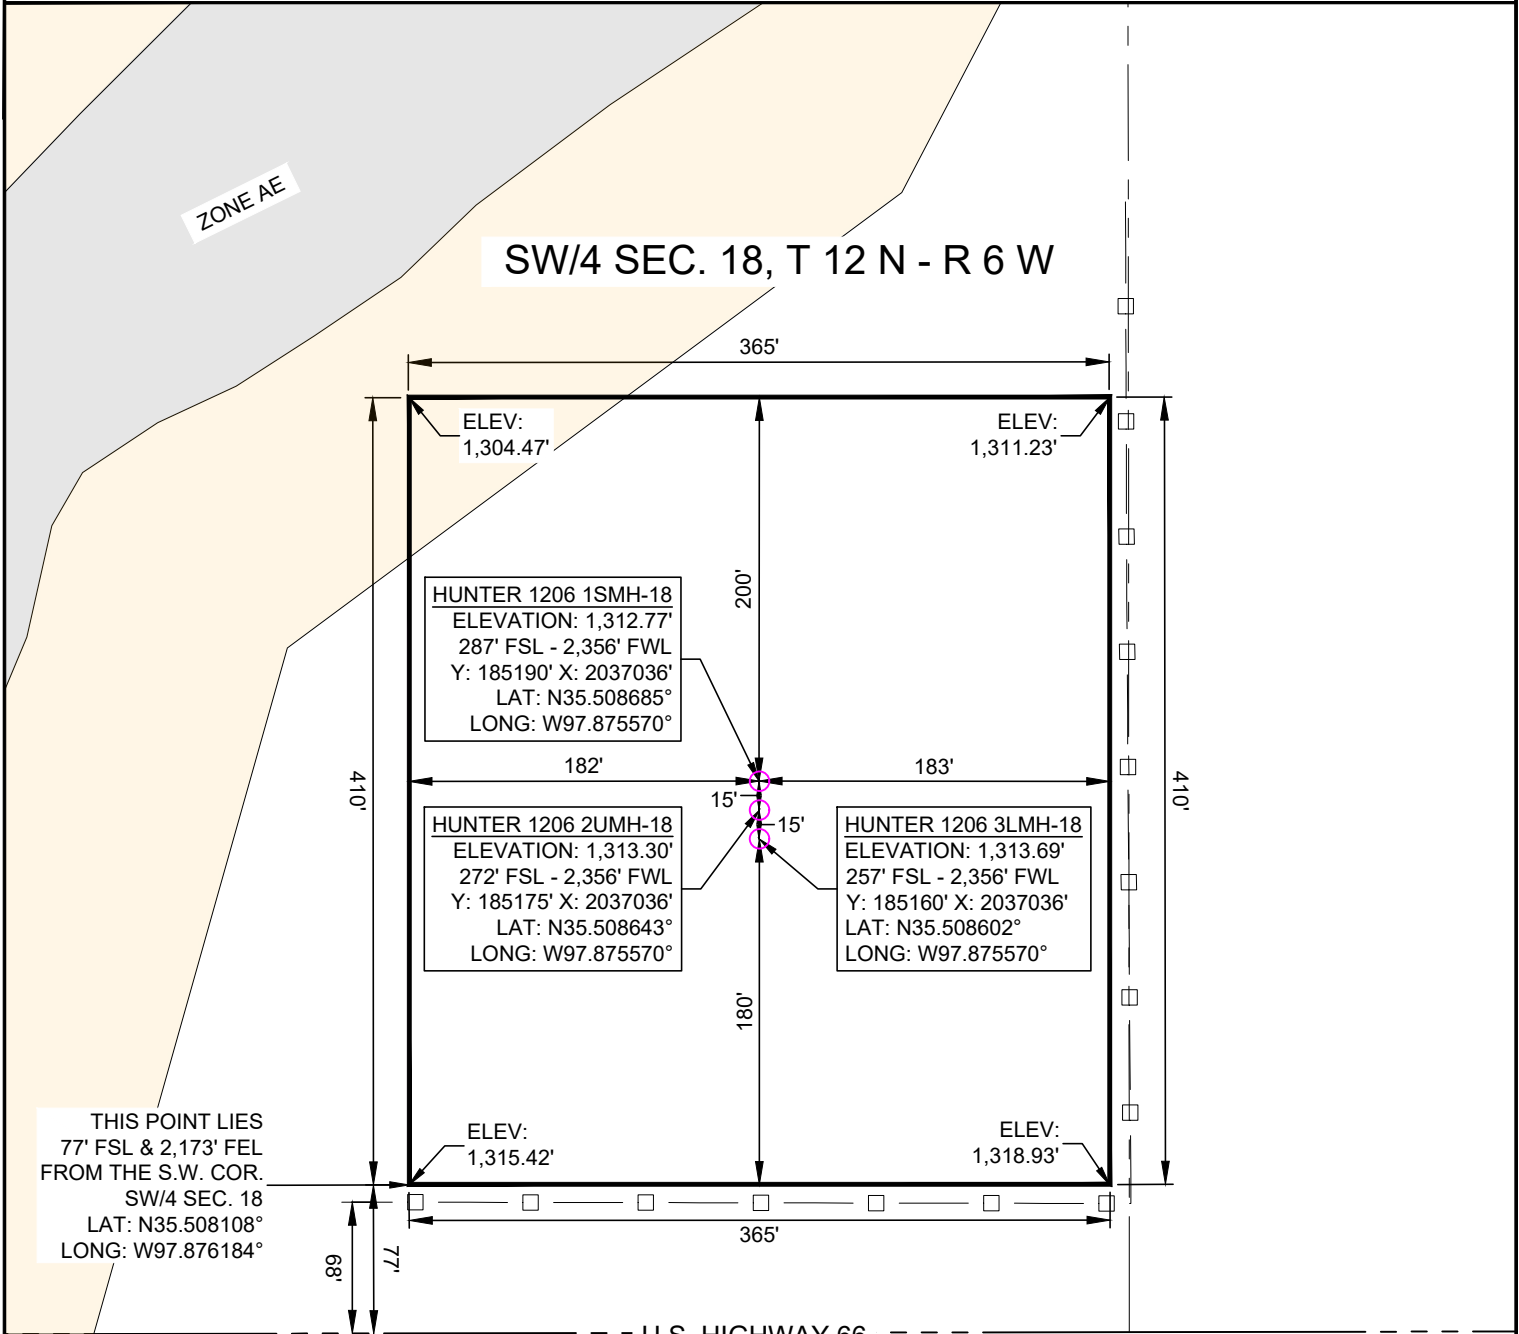 ZONE AE
SW/4 SEC. 18, T 12 N - R 6 W
365'
ELEV:
1,304.47'
ELEV:
1,311.23'
200'
HUNTER 1206 1SMH-18
ELEVATION: 1,312.77'
287' FSL - 2,356' FWL
Y: 185190' X: 2037036'
LAT: N35.508685°
LONG: W97.875570°
410'
182'
183'
410'
15'
15'
HUNTER 1206 2UMH-18
ELEVATION: 1,313.30'
272' FSL - 2,356' FWL
Y: 185175' X: 2037036'
LAT: N35.508643°
LONG: W97.875570°
HUNTER 1206 3LMH-18
ELEVATION: 1,313.69'
257' FSL - 2,356' FWL
Y: 185160' X: 2037036'
LAT: N35.508602°
LONG: W97.875570°
180'
THIS POINT LIES
77' FSL & 2,173' FEL
FROM THE S.W. COR.
SW/4 SEC. 18
LAT: N35.508108°
LONG: W97.876184°
ELEV:
1,315.42'
ELEV:
1,318.93'
365'
68'
77'
U.S. HIGHWAY 66